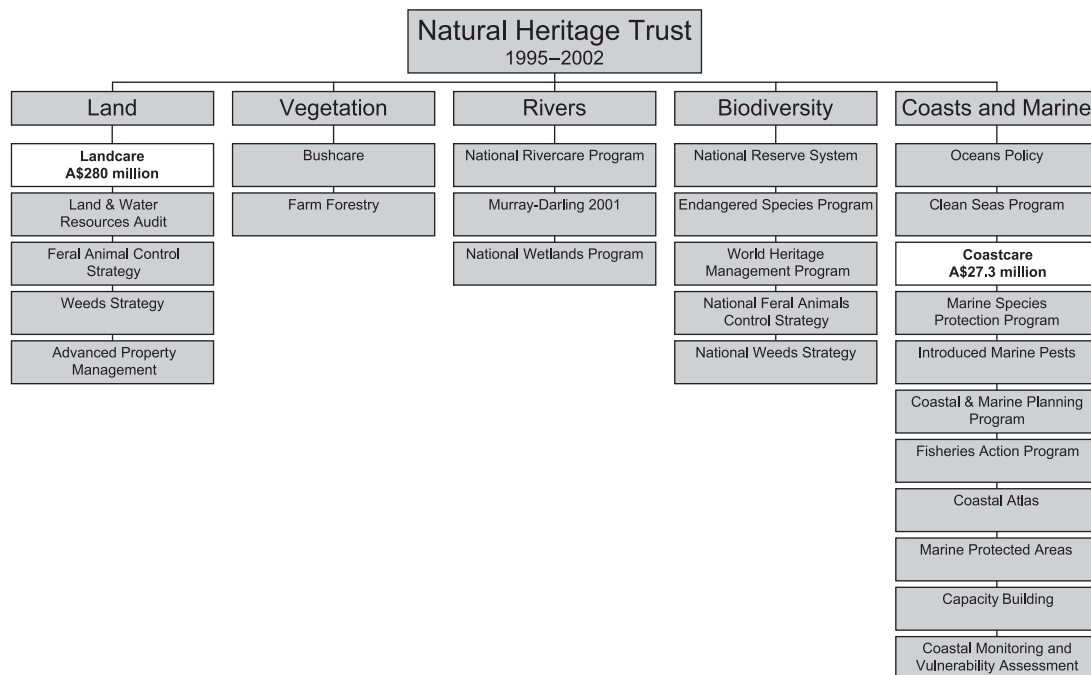 Natural Heritage Trust
1995–2002
Land
Landcare
A$280 million
Land & Water
Resources Audit
Feral Animal Control
Strategy
Weeds Strategy
Advanced Property
Management
Vegetation
Bushcare
Farm Forestry
Rivers
National Rivercare Program
Murray-Darling 2001
National Wetlands Program
Biodiversity
National Reserve System
Endangered Species Program
World Heritage
Management Program
National Feral Animals
Control Strategy
National Weeds Strategy
Coasts and Marine
Oceans Policy
Clean Seas Program
Coastcare
A$27.3 million
Marine Species
Protection Program
Introduced Marine Pests
Coastal & Marine Planning
Program
Fisheries Action Program
Coastal Atlas
Marine Protected Areas
Capacity Building
Coastal Monitoring and
Vulnerability Assessment